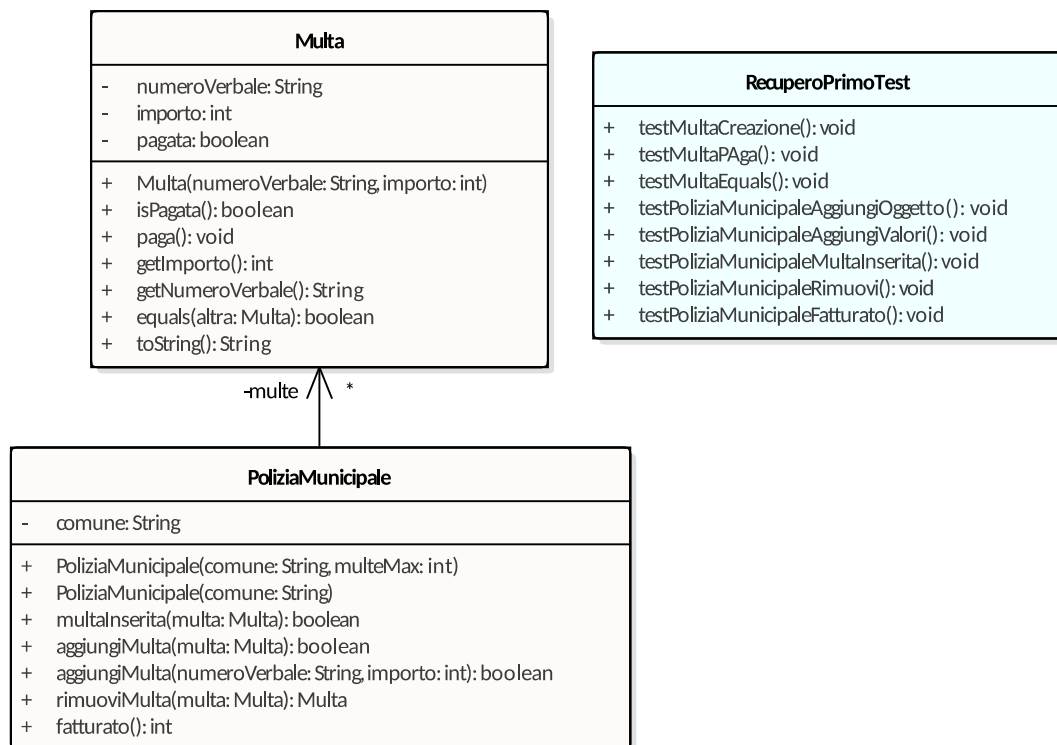 Multa
- numeroVerbale: String
- importo: int
- pagata: boolean
+ Multa(numeroVerbale: String, importo: int)
+ isPagata(): boolean
+ paga(): void
+ getImporto(): int
+ getNumeroVerbale(): String
+ equals(altra: Multa): boolean
+ toString(): String
RecuperoPrimoTest
+ testMultaCreazione(): void
+ testMultaPAga(): void
+ testMultaEquals(): void
+ testPoliziaMunicipaleAggiungiOggetto(): void
+ testPoliziaMunicipaleAggiungiValori(): void
+ testPoliziaMunicipaleMultaInserita(): void
+ testPoliziaMunicipaleRimuovi(): void
+ testPoliziaMunicipaleFatturato(): void
-multe *
PoliziaMunicipale
- comune: String
+ PoliziaMunicipale(comune: String, multeMax: int)
+ PoliziaMunicipale(comune: String)
+ multaInserita(multa: Multa): boolean
+ aggiungiMulta(multa: Multa): boolean
+ aggiungiMulta(numeroVerbale: String, importo: int): boolean
+ rimuoviMulta(multa: Multa): Multa
+ fatturato(): int